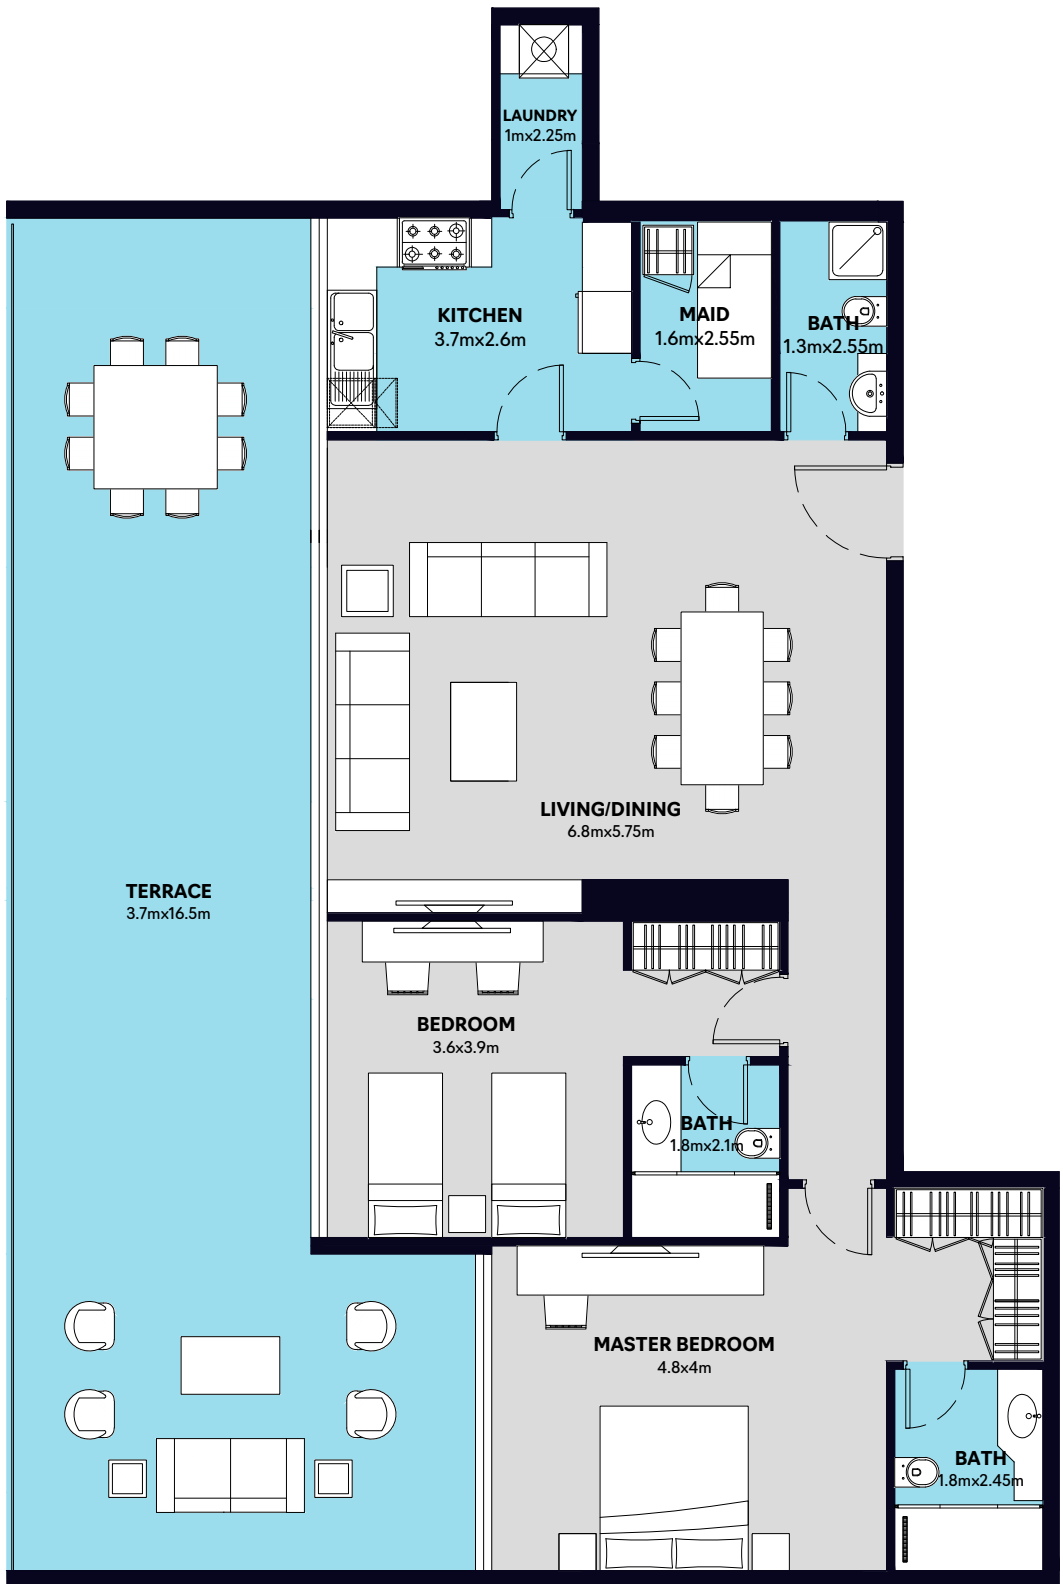 LAUNDRY
1mx2.25m
KITCHEN
3.7mx2.6m
MAID
1.6mx2.55m
BATH
1.3mx2.55m
LIVING/DINING
6.8mx5.75m
TERRACE
3.7mx16.5m
BEDROOM
3.6x3.9m
BATH
1.8mx2.1m
MASTER BEDROOM
4.8x4m
BATH
1.8mx2.45m